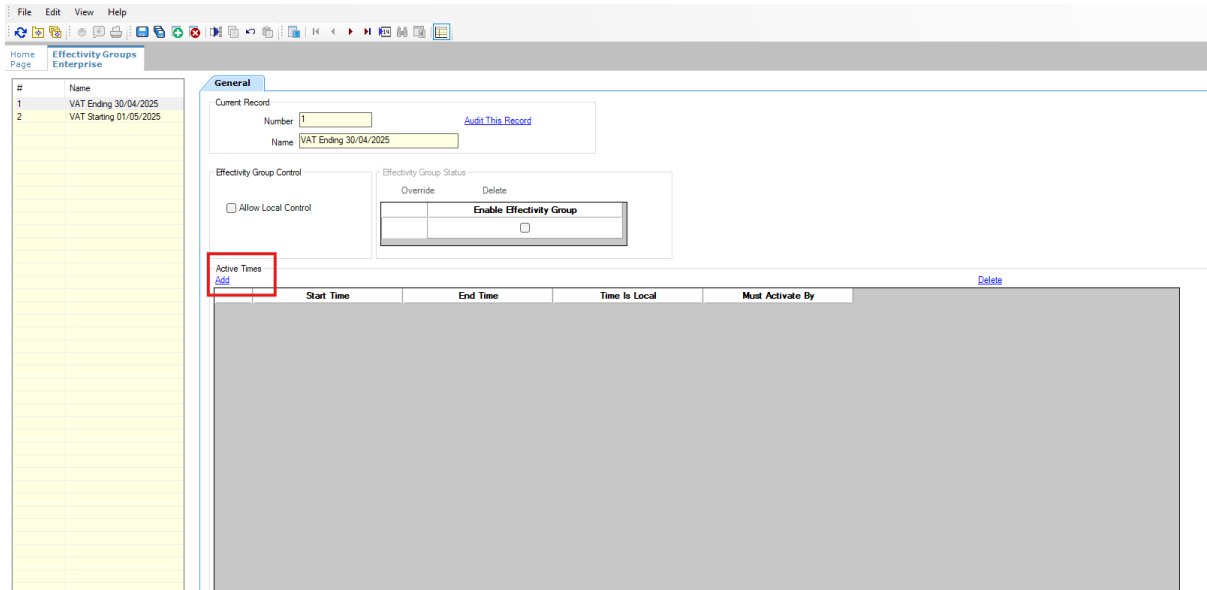 File Edit View Help
Home Page
Effectivity Groups Enterprise
# Name
1 VAT Ending 30/04/2025
2 VAT Starting 01/05/2025
General
Current Record
Number 1 Audit This Record
Name VAT Ending 30/04/2025
Effectivity Group Control
Allow Local Control
Effectivity Group Status
Override Delete
Enable Effectivity Group
Active Times
Add Delete
Start Time End Time Time Is Local Must Activate By